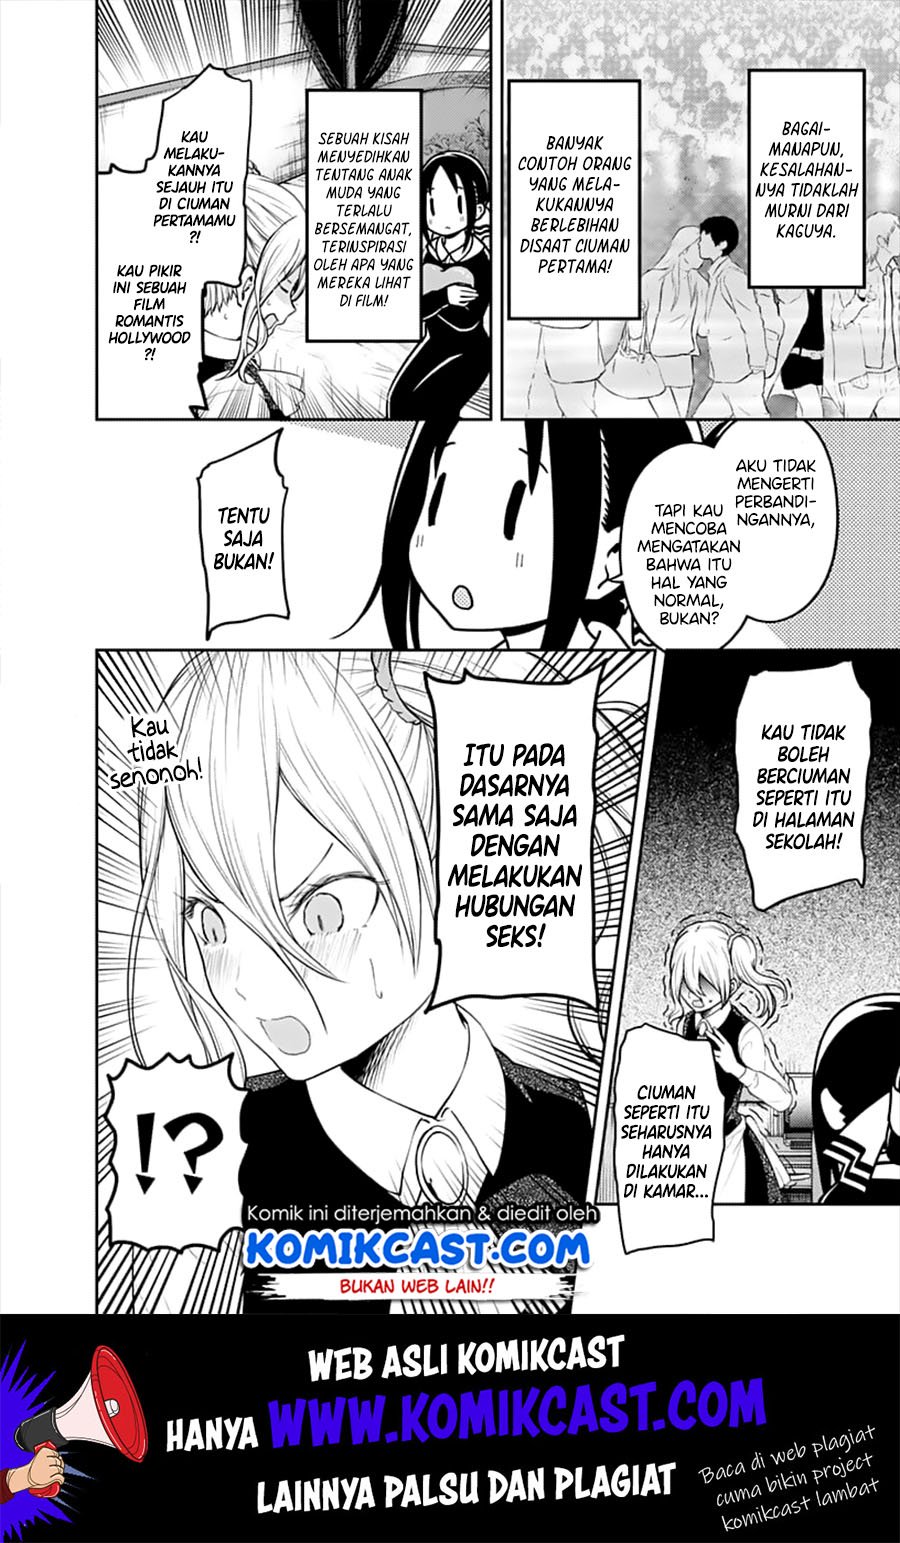 BAGAI-
MANAPUN,
KESALAHAN-
NYA TIDAKLAH
MURNI DARI
KAGUYA.
BANYAK
CONTOH ORANG
YANG MELA-
KUKANNYA
BERLEBIHAN
DISAAT CIUMAN
PERTAMA!
SEBUAH KISAH
MENYEDIHKAN
TENTANG ANAK
MUDA YANG
TERLALU
BERSEMANGAT,
TERINSPIRASI
OLEH APA YANG
MEREKA LIHAT
DI FILM!
KAU
MELAKU-
KANNYA
SEJAUH ITU
DI CIUMAN
PERTAMAMU
?!
KAU PIKIR
INI SEBUAH
FILM
ROMANTIS
HOLLYWOOD
?!
AKU TIDAK
MENGERTI
PERBANDI-
NGANNYA,
TAPI KAU
MENCOBA
MENGATAKAN
BAHWA ITU
HAL YANG
NORMAL,
BUKAN?
TENTU
SAJA
BUKAN!
KAU TIDAK
BOLEH
BERCIUMAN
SEPERTI ITU
DI HALAMAN
SEKOLAH!
CIUMAN
SEPERTI ITU
SEHARUSNYA
HANYA
DILAKUKAN
DI KAMAR...
ITU PADA
DASARNYA
SAMA SAJA
DENGAN
MELAKUKAN
HUBUNGAN
SEKS!
Kau
tidak
senonoh!
!?
Komik ini diterjemahkan & diedit oleh
KOMIKCAST.COM
BUKAN WEB LAIN!!
WEB ASLI KOMIKCAST
HANYA WWW.KOMIKCAST.COM
LAINNYA PALSU DAN PLAGIAT
Baca di web plagiat
cuma bikin project
komikcast lambat